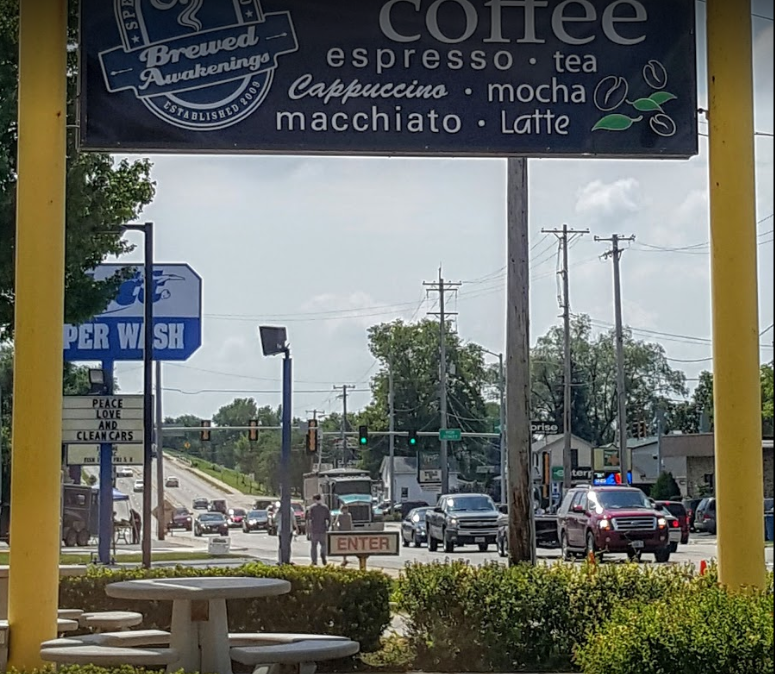 coffee
Brewed
Awakenings
ESTABLISHED 2009
espresso · tea
Cappuccino · mocha
macchiato · Latte
PER WASH
PEACE
LOVE
AND
CLEAN CARS
ENTER
prise